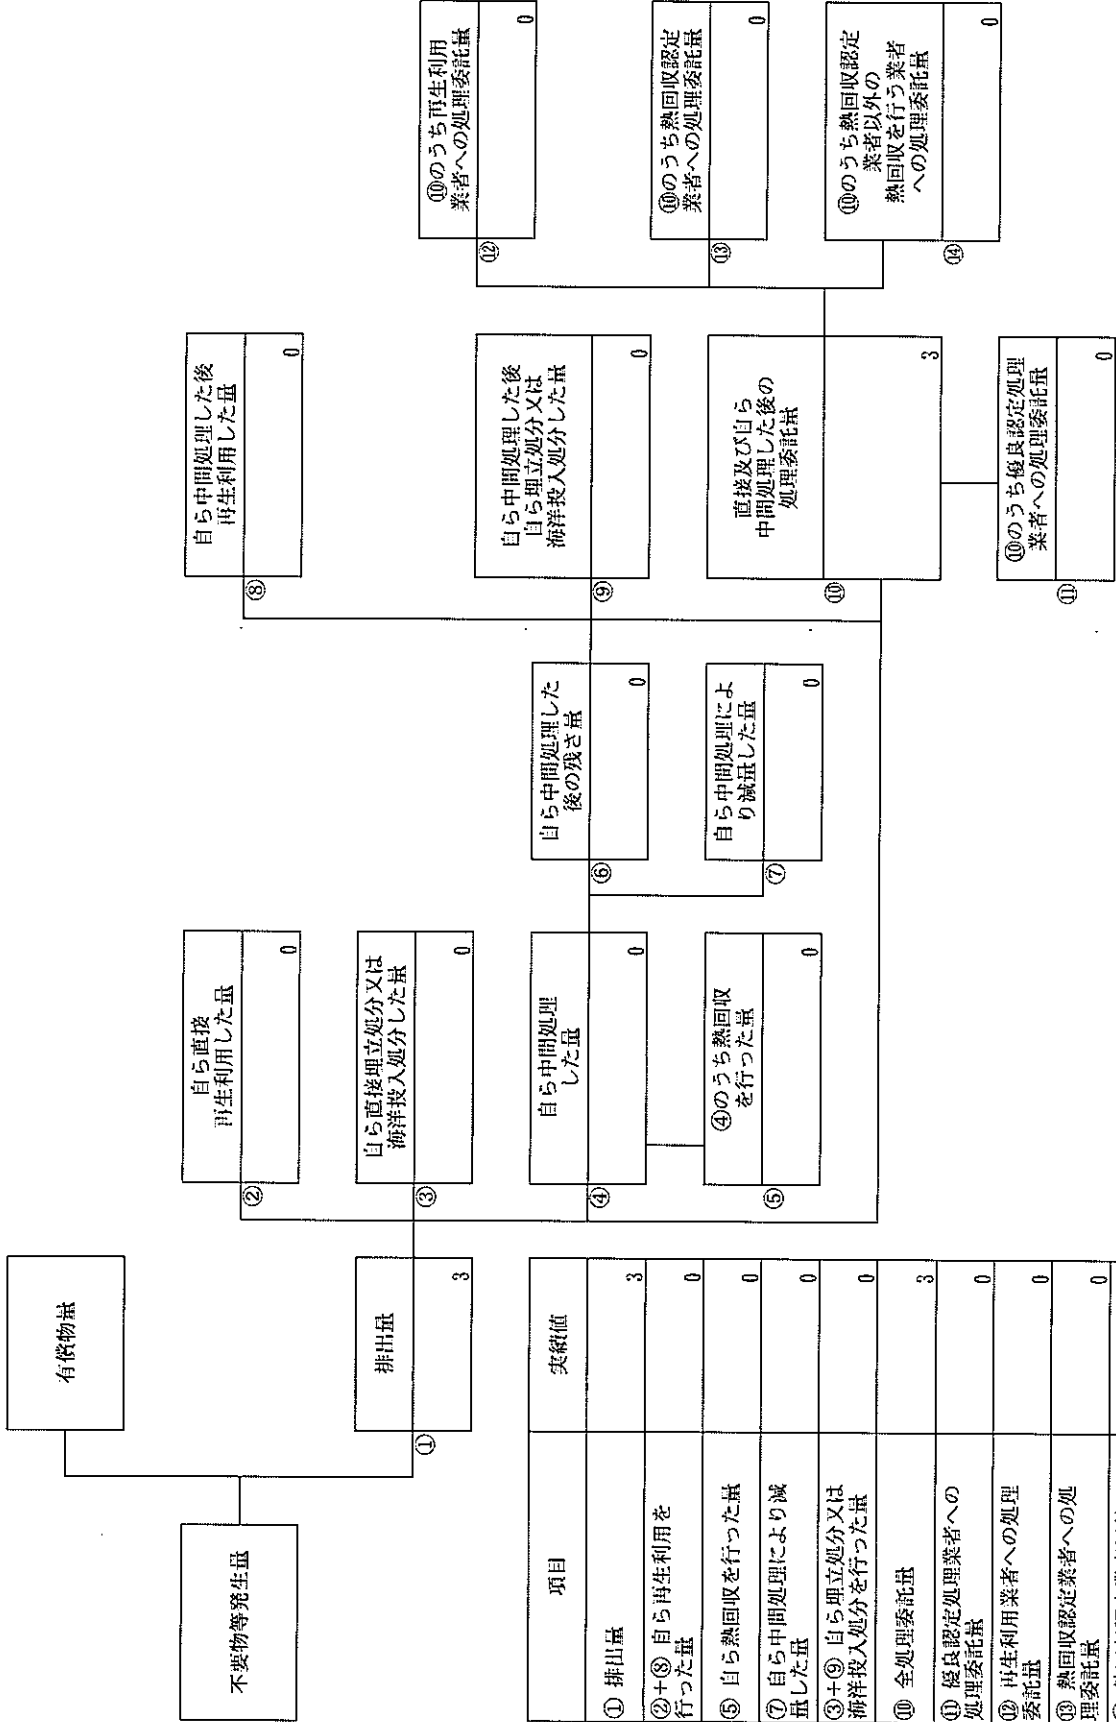 不要物等発生量
有償物量
排出量
①
3
自ら直接
再生利用した量
②
0
自ら直接埋立処分又は
海洋投入処分した量
③
0
自ら中間処理
した量
④
0
④のうち熱回収
を行った量
⑤
0
自ら中間処理した
後の残さ量
⑥
0
自ら中間処理によ
り減量した量
⑦
0
自ら中間処理した後
再生利用した量
⑧
0
自ら中間処理した後
自ら埋立処分又は
海洋投入処分した量
⑨
0
直接及び自ら
中間処理した後の
処理委託量
⑩
3
⑩のうち優良認定処理
業者への処理委託量
⑪
0
⑩のうち再生利用
業者への処理委託量
⑫
0
⑩のうち熱回収認定
業者への処理委託量
⑬
0
⑩のうち熱回収認定
業者以外の
熱回収を行う業者
への処理委託量
⑭
0
項目
実績値
① 排出量
3
②+⑧ 自ら再生利用を
行った量
0
⑤ 自ら熱回収を行った量
0
⑦ 自ら中間処理により減
量した量
0
③+⑨ 自ら埋立処分又は
海洋投入処分を行った量
0
⑩ 全処理委託量
3
⑪ 優良認定処理業者への
処理委託量
0
⑫ 再生利用業者への処理
委託量
0
⑬ 熱回収認定業者への処
理委託量
0